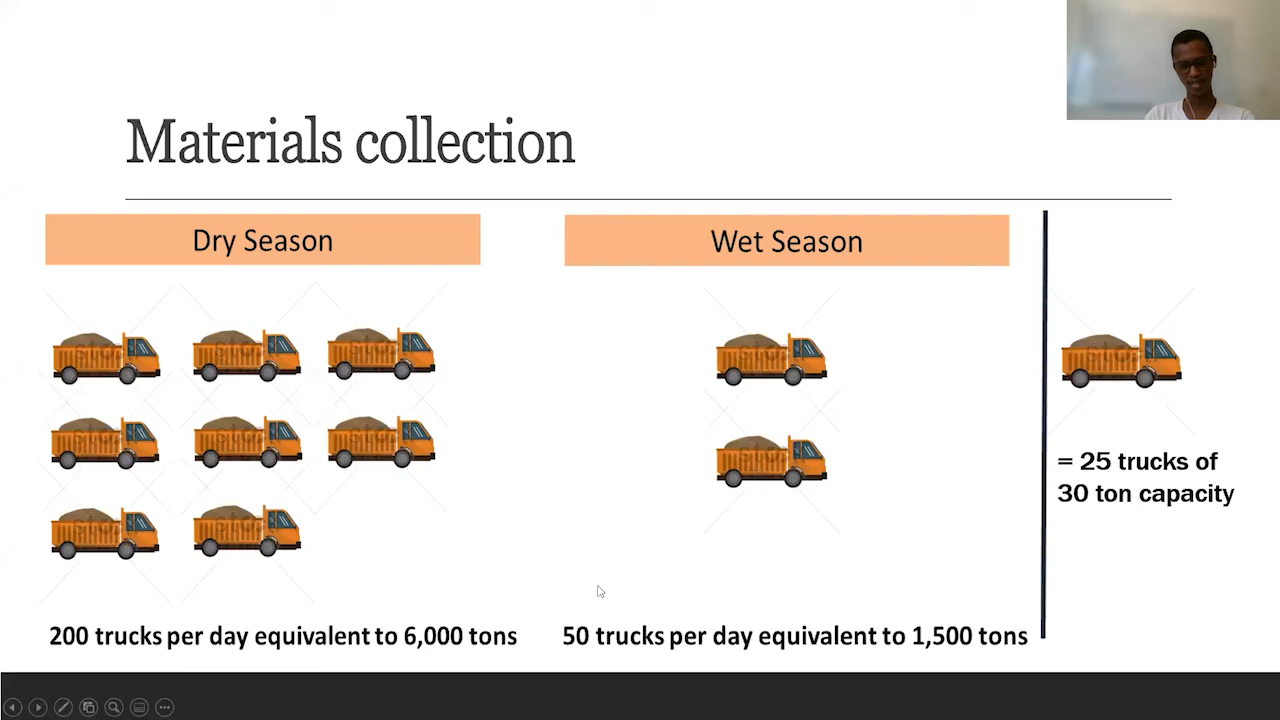 Materials collection
Dry Season
Wet Season
= 25 trucks of
30 ton capacity
200 trucks per day equivalent to 6,000 tons
50 trucks per day equivalent to 1,500 tons